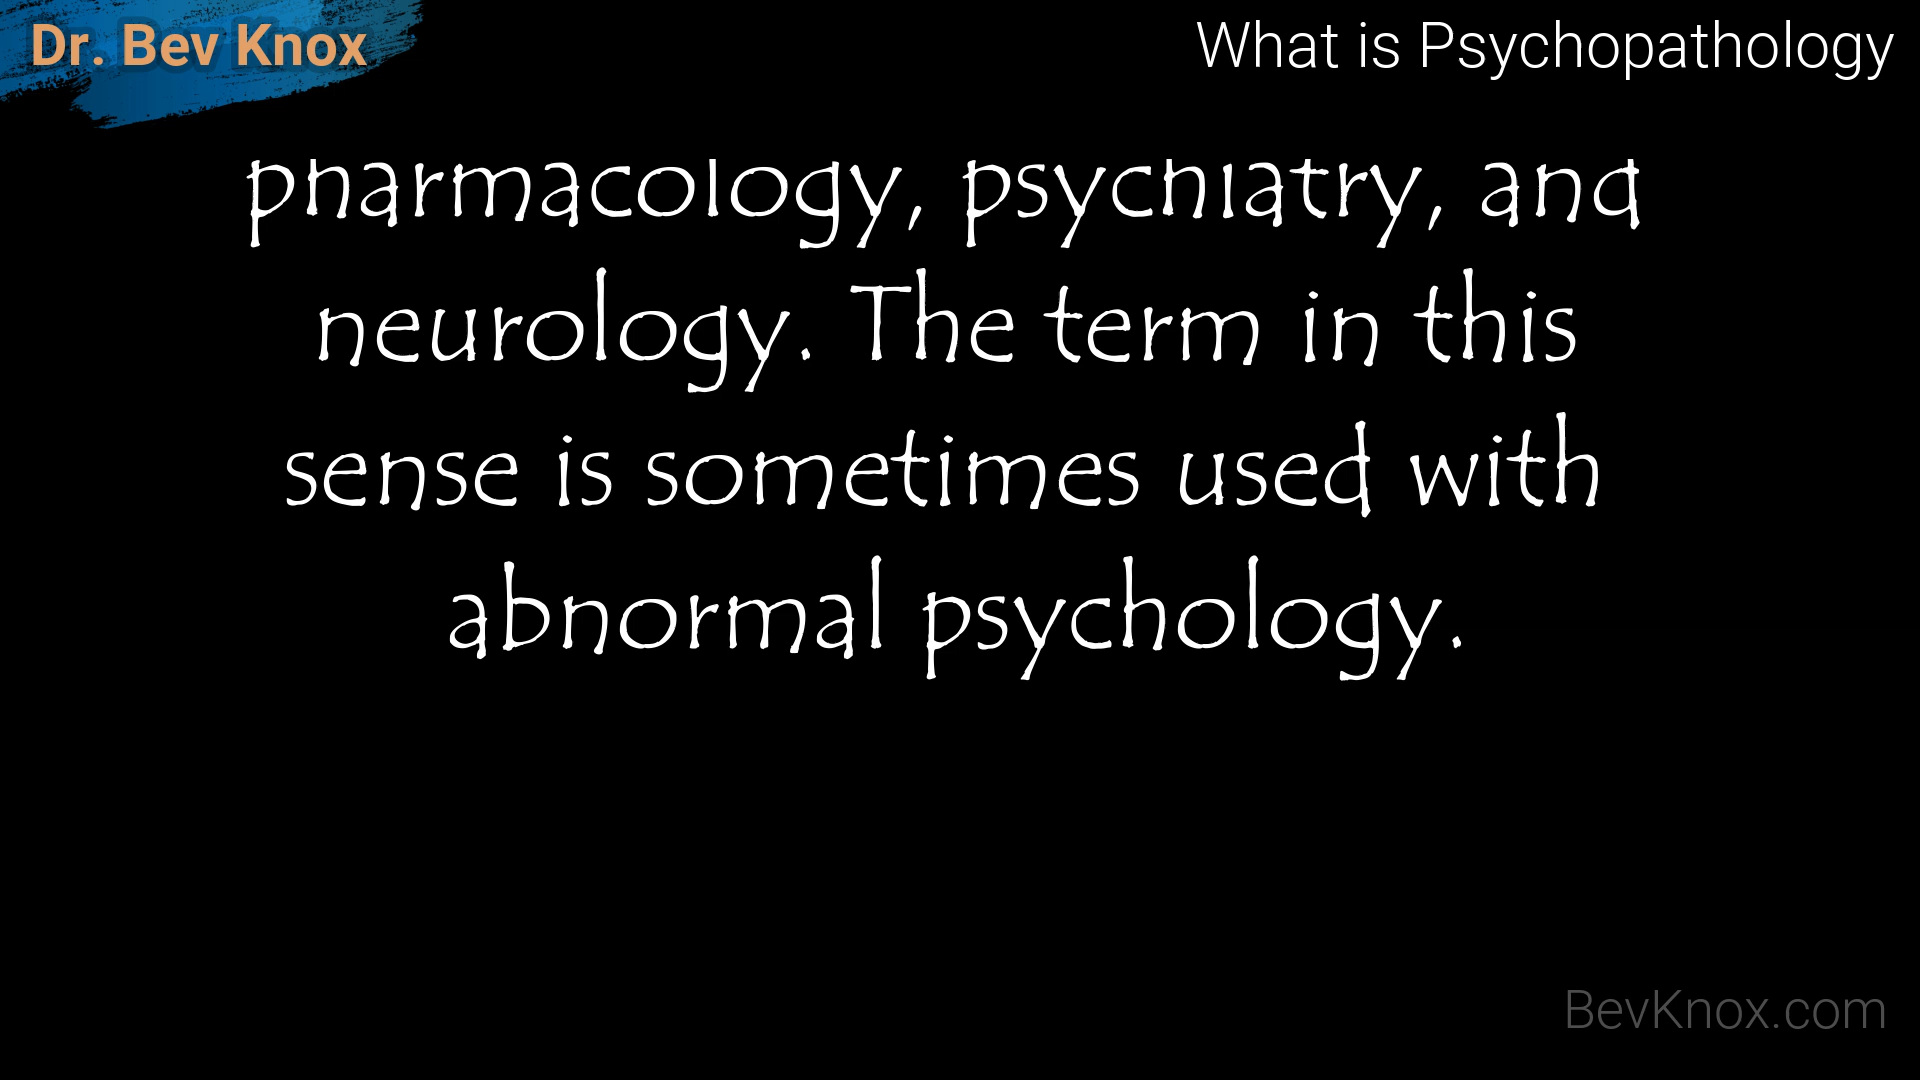 Dr. Bev Knox
What is Psychopathology
pharmacology, psychiatry, and
neurology. The term in this
sense is sometimes used with
abnormal psychology.
BevKnox.com